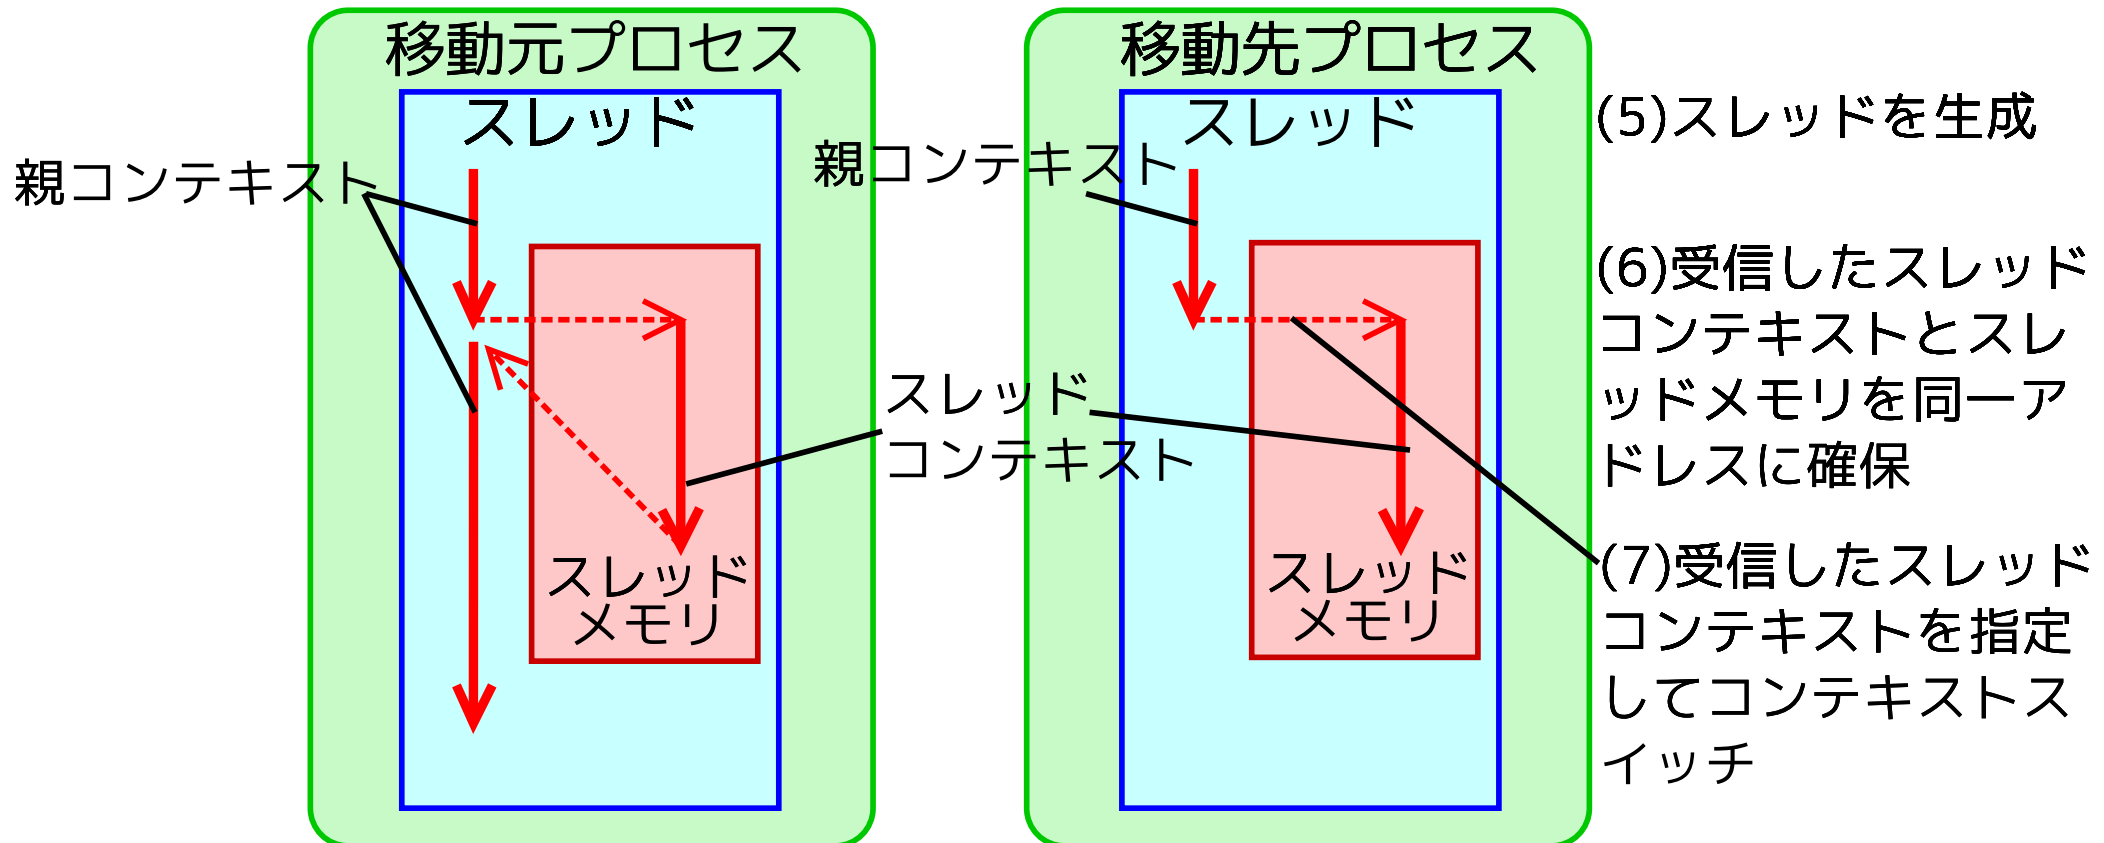 移動元プロセス
スレッド
親コンテキスト
スレッド
メモリ
移動先プロセス
スレッド
親コンテキスト
スレッド
コンテキスト
スレッド
メモリ
(5)スレッドを生成
(6)受信したスレッド
コンテキストとスレ
ッドメモリを同一ア
ドレスに確保
(7)受信したスレッド
コンテキストを指定
してコンテキストス
イッチ